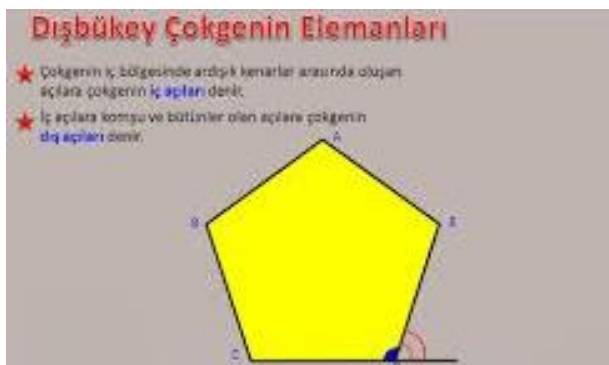 Dışbükey Çokgenin Elemanları
Çokgenin iç bölgesinde ardışık kenarlar arasında oluşan
açılara çokgenin iç açıları denir.
İç açılara komşu ve bütünler olan açılara çokgenin
dış açıları denir.
A
B
E
C